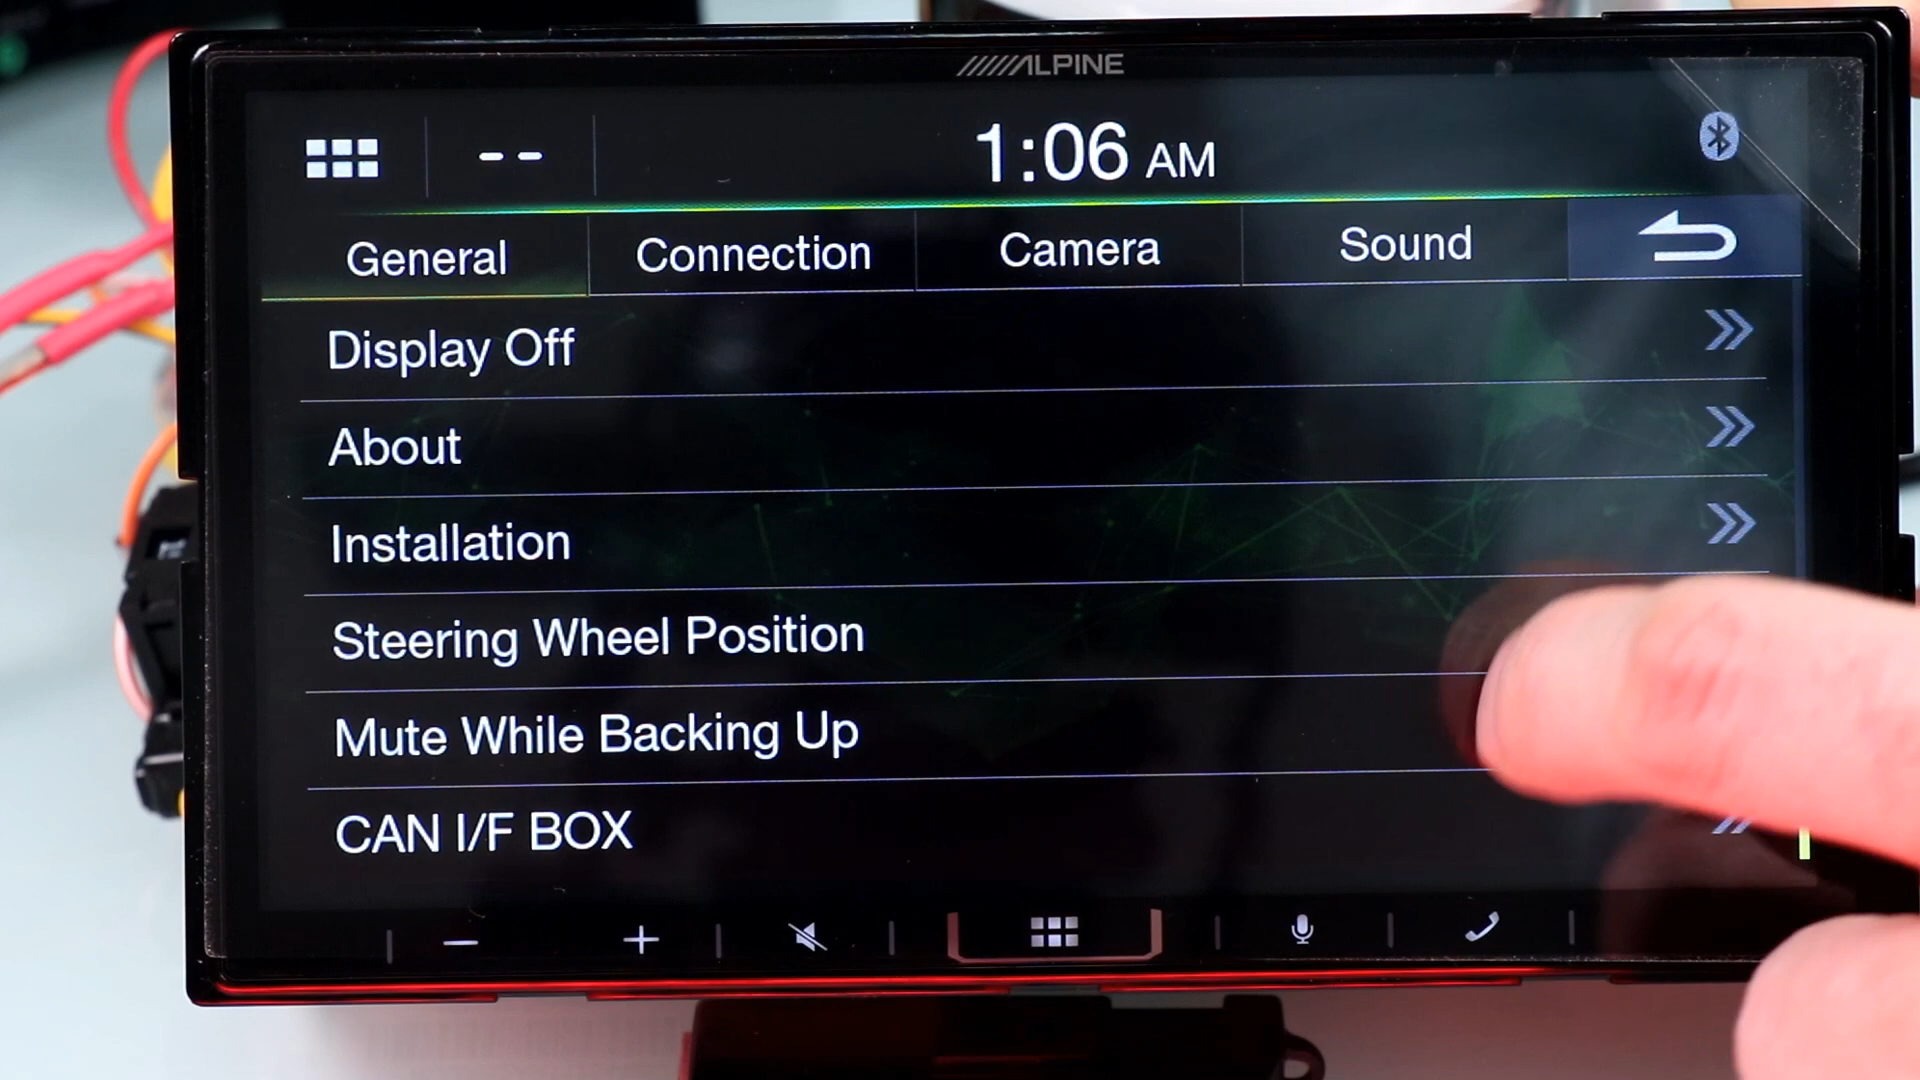 ALPINE
-- 1:06 AM
General Connection Camera Sound
Display Off
About
Installation
Steering Wheel Position
Mute While Backing Up
CAN I/F BOX